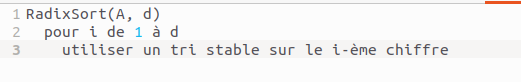 1 RadixSort(A, d)
2 pour i de 1 à d
3 utiliser un tri stable sur le i-ème chiffre